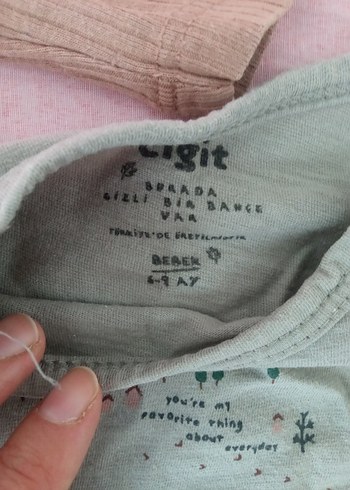 cigit
BURADA
GİZLİ BİR BAHÇE
VAR
TÜRKİYE'DE ÜRETİLMİŞTİR
BEBEK
6-9 AY
you're my
favorite thing
about
everyday